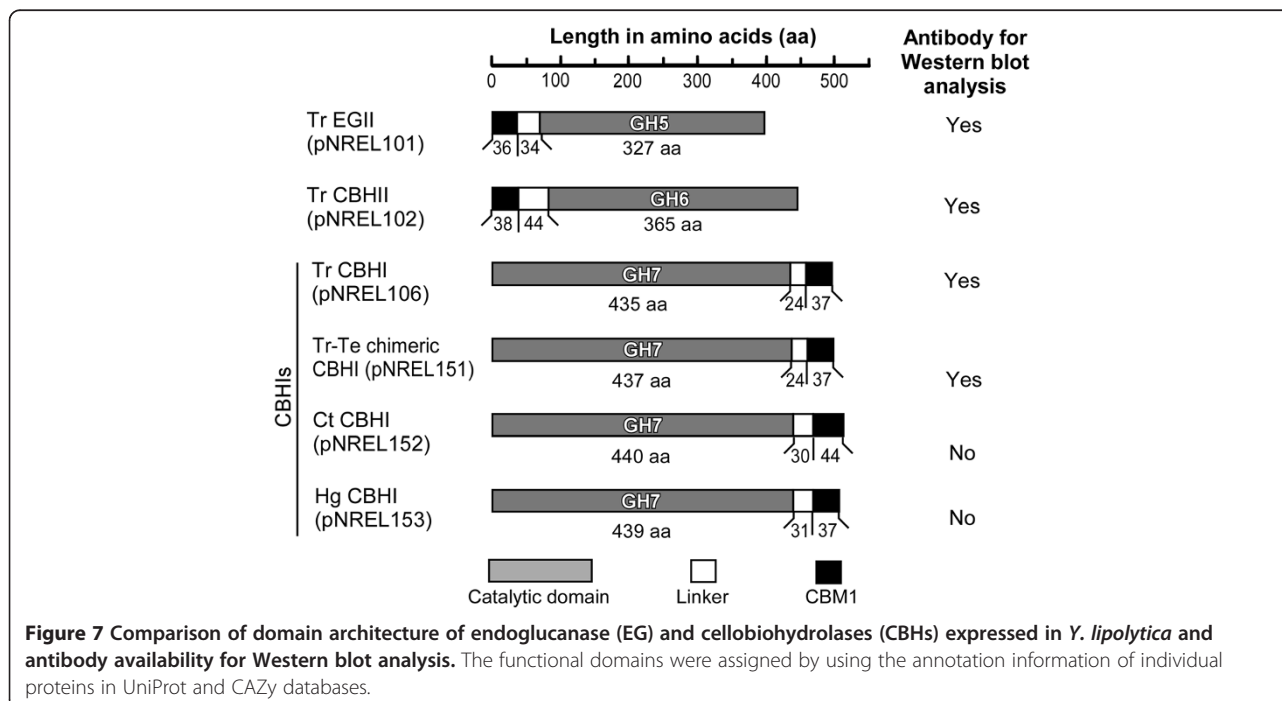 Length in amino acids (aa)
Antibody for
Western blot
analysis
0 100 200 300 400 500
Tr EGII
(pNREL101)
GH5
36 34
327 aa
Yes
Tr CBHII
(pNREL102)
GH6
38 44
365 aa
Yes
CBHIs
Tr CBHI
(pNREL106)
GH7
435 aa
24 37
Yes
Tr-Te chimeric
CBHI (pNREL151)
GH7
437 aa
24 37
Yes
Ct CBHI
(pNREL152)
GH7
440 aa
30 44
No
Hg CBHI
(pNREL153)
GH7
439 aa
31 37
No
Catalytic domain
Linker
CBM1
Figure 7 Comparison of domain architecture of endoglucanase (EG) and cellobiohydrolases (CBHs) expressed in Y. lipolytica and
antibody availability for Western blot analysis. The functional domains were assigned by using the annotation information of individual
proteins in UniProt and CAZy databases.